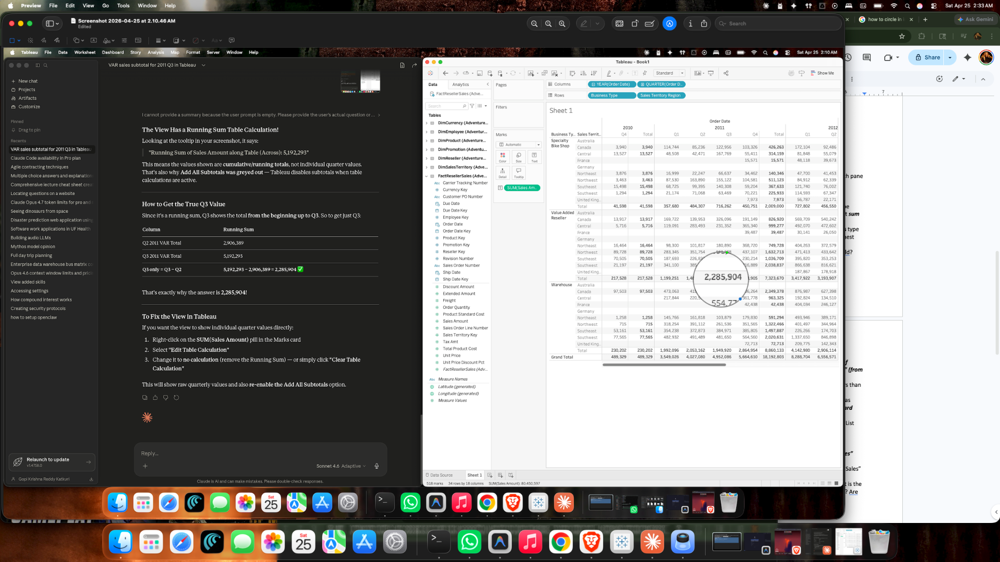 Preview File Edit View Go Tools Window Help
Sat Apr 25 2:33 AM
Screenshot 2026-04-25 at 2.10.46 AM
Edited
Search
how to circle in
Ask Gemini
Share
Tableau File Data Worksheet Dashboard Story Analysis Map Format Server Window Help
Sat Apr 25 2:10 AM
VAR sales subtotal for 2011 Q3 in Tableau
New chat
Projects
Artifacts
Customize
Pinned
Drag to pin
Recents
VAR sales subtotal for 2011 Q3 in Tableau
Claude Code availability in Pro plan
Agile contracting techniques
Multiple choice answers and explanation
Comprehensive lecture cheat sheet crea
Locating questions on a website
Claude Opus 4.7 token limits for pro and
Seeing dinosaurs from space
Disaster prediction web application using
Software work applications in UF Health
Building audio LLMs
Mythos model opinion
Full day trip planning
Enterprise data warehouse bus matrix co
Opus 4.6 context window limits and prici
View added skills
Accessing settings
How compound interest works
Creating security protocols
how to setup openclaw
Relaunch to update
v1.4758.0
Gopi Krishna Reddy Katkuri
I cannot provide a summary because the user prompt is empty. Please provide the user's actual question or...
The View Has a Running Sum Table Calculation!
Looking at the tooltip in your screenshot, it says:
"Running Sum of Sales Amount along Table (Across): 5,192,293"
This means the values shown are cumulative/running totals, not individual quarter values.
That's also why Add All Subtotals was greyed out — Tableau disables subtotals when table
calculations are active.
How to Get the True Q3 Value
Since it's a running sum, Q3 shows the total from the beginning up to Q3. So to get just Q3:
Column Running Sum
Q2 2011 VAR Total 2,906,389
Q3 2011 VAR Total 5,192,293
Q3 only = Q3 − Q2 5,192,293 − 2,906,389 = 2,285,904 ✅
That's exactly why the answer is 2,285,904!
To Fix the View in Tableau
If you want the view to show individual quarter values directly:
1. Right-click on the SUM(Sales Amount) pill in the Marks card
2. Select "Edit Table Calculation"
3. Change it to no calculation (remove the Running Sum) — or simply click "Clear Table
Calculation"
This will show raw quarterly values and also re-enable the Add All Subtotals option.
Reply...
Sonnet 4.6 Adaptive
Claude is AI and can make mistakes. Please double-check responses.
Tableau - Book1
Standard
Show Me
Data Analytics
FactResellerSales (Adve...
Search
Tables
DimCurrency (Adventure...
DimEmployee (Adventur...
DimProduct (Adventure...
DimPromotion (Adventu...
DimReseller (Adventure...
DimSalesTerritory (Adve...
FactResellerSales (Adve...
Abc Carrier Tracking Number
Currency Key
Abc Customer PO Number
Due Date
Due Date Key
Employee Key
Order Date
Order Date Key
Product Key
Promotion Key
Reseller Key
Revision Number
Abc Sales Order Number
Ship Date
Ship Date Key
Discount Amount
Extended Amount
Freight
Order Quantity
Product Standard Cost
Sales Amount
Sales Order Line Number
Sales Territory Key
Tax Amt
Total Product Cost
Unit Price
Unit Price Discount Pct
FactResellerSales (Adv...
Abc Measure Names
Latitude (generated)
Longitude (generated)
Measure Values
Pages
Filters
Marks
Automatic
Color Size Text
Detail Tooltip
SUM(Sales Am..
Columns YEAR(Order Date) QUARTER(Order D..
Rows Business Type Sales Territory Region
Sheet 1
Order Date
2010 2011 2012
Business Ty.. Sales Territ.. Q4 Total Q1 Q2 Q3 Q4 Total Q1 Q2
Specialty Bike Shop Australia
Canada 3,940 3,940 114,744 85,236 122,956 103,326 426,263 172,104 92,486
Central 13,527 13,527 48,508 42,471 167,769 55,411 314,159 81,848 55,079
France 15,571 15,571 48,118 39,673
Germany
Northeast 3,876 3,876 16,999 22,247 66,637 34,462 140,346 47,700 41,453
Northwest 3,463 3,463 87,530 163,890 155,122 104,581 511,123 84,912 62,339
Southeast 15,498 15,498 68,725 99,395 140,308 59,204 367,633 121,740 76,002
Southwest 1,294 1,294 21,174 71,068 63,469 70,221 225,933 114,593 67,347
United King.. 7,973 7,973 56,787 22,171
Total 41,598 41,598 357,680 484,307 716,262 450,751 2,009,000 727,802 456,550
Value Added Reseller Australia
Canada 13,917 13,917 169,722 139,953 326,096 191,149 826,920 569,709 540,242
Central 5,716 5,716 119,091 283,493 231,352 365,340 999,277 492,070 472,602
France 39,487 39,487 30,141 26,050
Germany
Northeast 16,464 16,464 98,300 101,817 180,890 368,720 749,728 404,263 372,579
Northwest 89,728 89,728 283,345 351,754 437,107 1,632,713 471,913 433,642
Southeast 70,505 70,505 187,693 226,83 230,214 1,036,709 395,820 353,253
Southwest 21,197 21,197 341,100 385 16,889 2,038,837 866,638 816,621
United King.. 187,867 178,918
Total 217,528 217,528 1,199,251 1,48 2,285,904 ,905 7,323,670 3,417,922 3,193,907
Warehouse Australia
Canada 97,503 97,503 473,063 415 6,264 2,349,378 876,987 627,398
Central 217,844 220,5 554,77 361,778 963,325 192,824 134,510
France 42,438 42,438 404,034 246,127
Germany
Northeast 1,258 1,258 145,766 161,818 103,879 179,830 591,294 493,946 389,171
Northwest 715 715 318,254 391,112 261,536 351,565 1,322,466 401,497 344,964
Southeast 53,161 53,161 354,238 372,873 384,971 385,805 1,497,887 226,266 174,703
Southwest 77,565 77,565 482,932 491,489 481,650 564,560 2,020,631 1,337,650 846,898
United King.. 72,713 72,713 209,775 142,343
Total 230,202 230,202 1,992,096 2,053,162 1,949,920 2,864,954 8,860,133 4,142,980 2,906,114
Grand Total 489,329 489,329 3,549,026 4,027,080 4,952,086 5,664,610 18,192,803 8,288,704 6,556,571
Data Source Sheet 1
518 marks 34 rows by 18 columns SUM(Sales Amount): 80,450,597
7
h pane
be
sum
type
nest
ld?
of
" (from
s than
as
ard
List
es"
Sales"
t is the
? Are
Sat
25
Sat
25